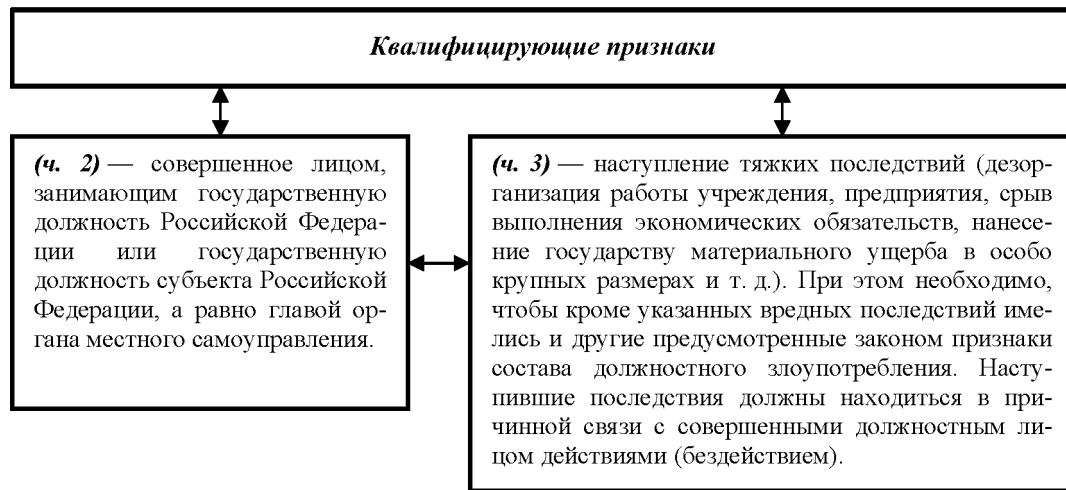 Квалифицирующие признаки
(ч. 2) — совершенное лицом,
занимающим государственную
должность Российской Федера-
ции или государственную
должность субъекта Российской
Федерации, а равно главой ор-
гана местного самоуправления.
(ч. 3) — наступление тяжких последствий (дезор-
ганизация работы учреждения, предприятия, срыв
выполнения экономических обязательств, нанесе-
ние государству материального ущерба в особо
крупных размерах и т. д.). При этом необходимо,
чтобы кроме указанных вредных последствий име-
лись и другие предусмотренные законом признаки
состава должностного злоупотребления. Насту-
пившие последствия должны находиться в при-
чинной связи с совершенными должностным ли-
цом действиями (бездействием).